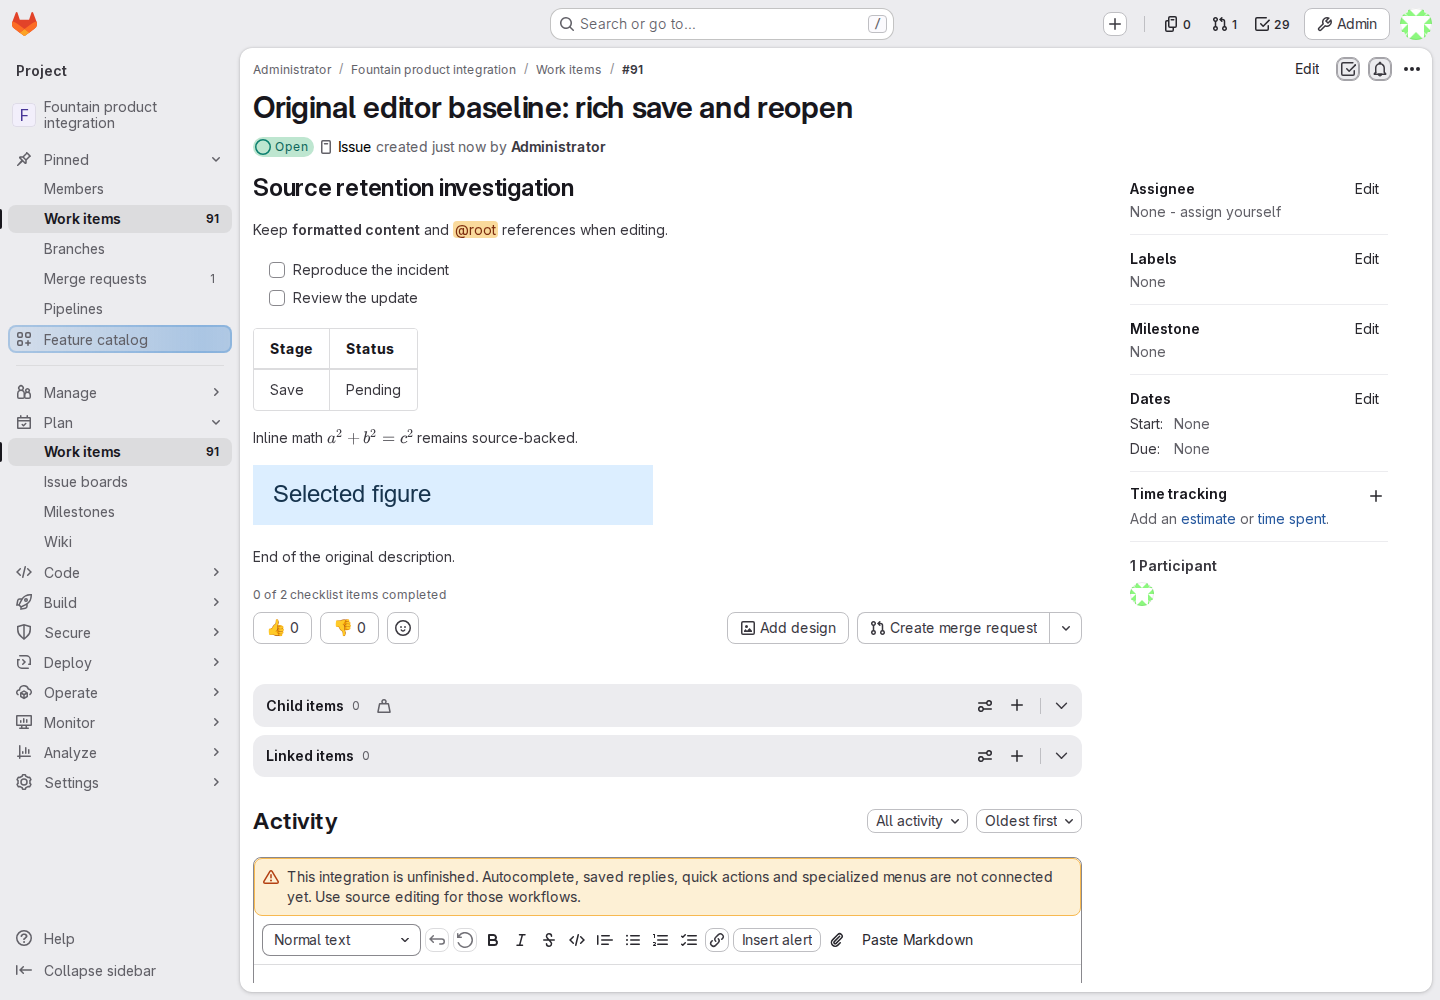 Search or go to...
/
0
1
29
Admin
Project
F
Fountain product integration
Pinned
Members
Work items 91
Branches
Merge requests 1
Pipelines
Feature catalog
Manage
Plan
Work items 91
Issue boards
Milestones
Wiki
Code
Build
Secure
Deploy
Operate
Monitor
Analyze
Settings
Help
Collapse sidebar
Administrator / Fountain product integration / Work items / #91
Edit
Original editor baseline: rich save and reopen
Open Issue created just now by Administrator
Source retention investigation
Keep formatted content and @root references when editing.
Reproduce the incident
Review the update
Stage Status
Save Pending
Inline math a² + b² = c² remains source-backed.
Selected figure
End of the original description.
0 of 2 checklist items completed
👍 0 👎 0
Add design
Create merge request
Child items 0
Linked items 0
Activity
All activity
Oldest first
This integration is unfinished. Autocomplete, saved replies, quick actions and specialized menus are not connected
yet. Use source editing for those workflows.
Normal text
Insert alert
Paste Markdown
Assignee Edit
None - assign yourself
Labels Edit
None
Milestone Edit
None
Dates Edit
Start: None
Due: None
Time tracking
Add an estimate or time spent.
1 Participant